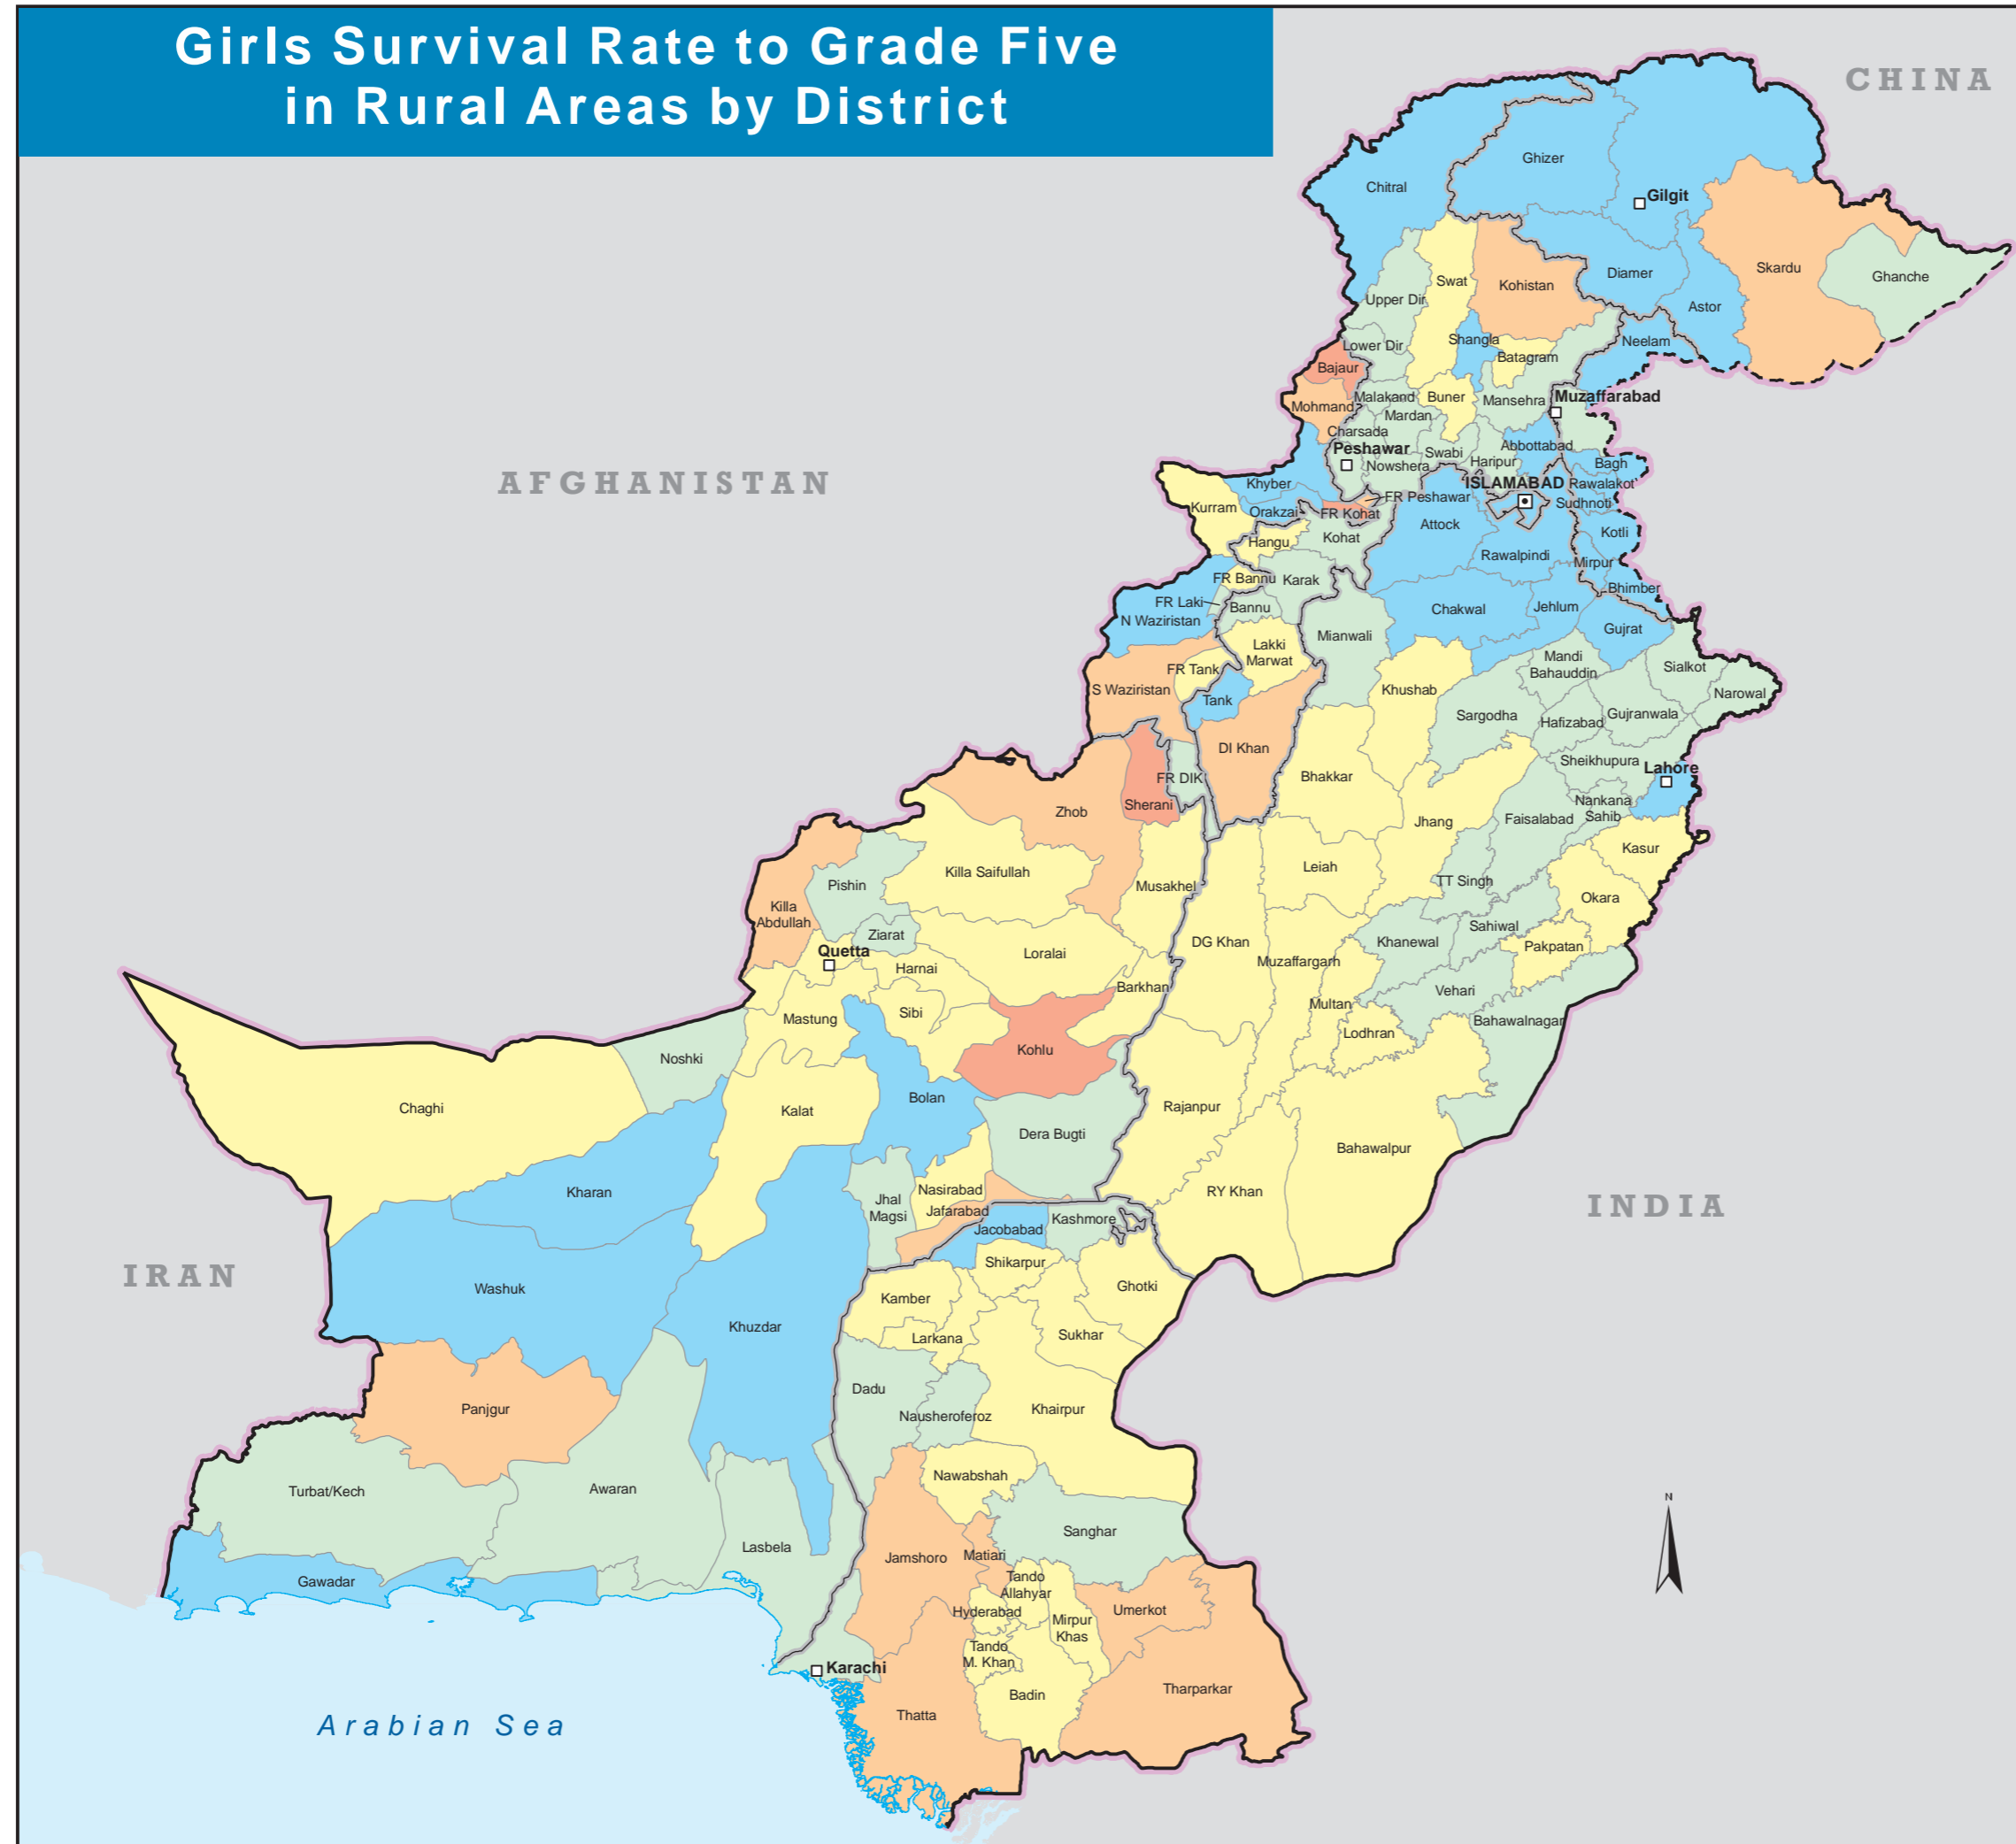 Girls Survival Rate to Grade Five
in Rural Areas by District
CHINA
AFGHANISTAN
IRAN
INDIA
Arabian Sea
N
Chitral
Ghizer
Gilgit
Skardu
Ghanche
Diamer
Astor
Neelam
Upper Dir
Swat
Kohistan
Shangla
Batagram
Lower Dir
Bajaur
Mohmand
Malakand
Buner
Mansehra
Muzaffarabad
Mardan
Charsada
Peshawar
Nowshera
Swabi
Haripur
Abbottabad
Bagh
ISLAMABAD
Rawalakot
Sudhnoti
Kotli
Mirpur
Bhimber
Khyber
Kurram
Orakzai
FR Kohat
FR Peshawar
Attock
Hangu
Kohat
Rawalpindi
FR Bannu
Karak
FR Laki
Bannu
N Waziristan
Chakwal
Jehlum
Gujrat
Mianwali
Lakki
Marwat
FR Tank
S Waziristan
Tank
Khushab
Mandi
Bahauddin
Sialkot
Narowal
Sargodha
Hafizabad
Gujranwala
DI Khan
FR DIK
Sherani
Zhob
Bhakkar
Sheikhupura
Lahore
Nankana
Sahib
Faisalabad
Jhang
Kasur
Leiah
TT Singh
Okara
Killa Saifullah
Musakhel
Pishin
Killa
Abdullah
Ziarat
Quetta
Loralai
Harnai
DG Khan
Muzaffargarh
Khanewal
Sahiwal
Pakpatan
Barkhan
Vehari
Multan
Lodhran
Bahawalnagar
Mastung
Sibi
Kohlu
Noshki
Chaghi
Kalat
Bolan
Dera Bugti
Rajanpur
Bahawalpur
RY Khan
Kharan
Jhal
Magsi
Nasirabad
Jafarabad
Jacobabad
Kashmore
Shikarpur
Ghotki
Washuk
Khuzdar
Kamber
Larkana
Sukhar
Dadu
Nausheroferoz
Khairpur
Panjgur
Turbat/Kech
Awaran
Nawabshah
Sanghar
Lasbela
Gawadar
Jamshoro
Matiari
Tando
Allahyar
Hyderabad
Mirpur
Khas
Umerkot
Tando
M. Khan
Karachi
Thatta
Badin
Tharparkar